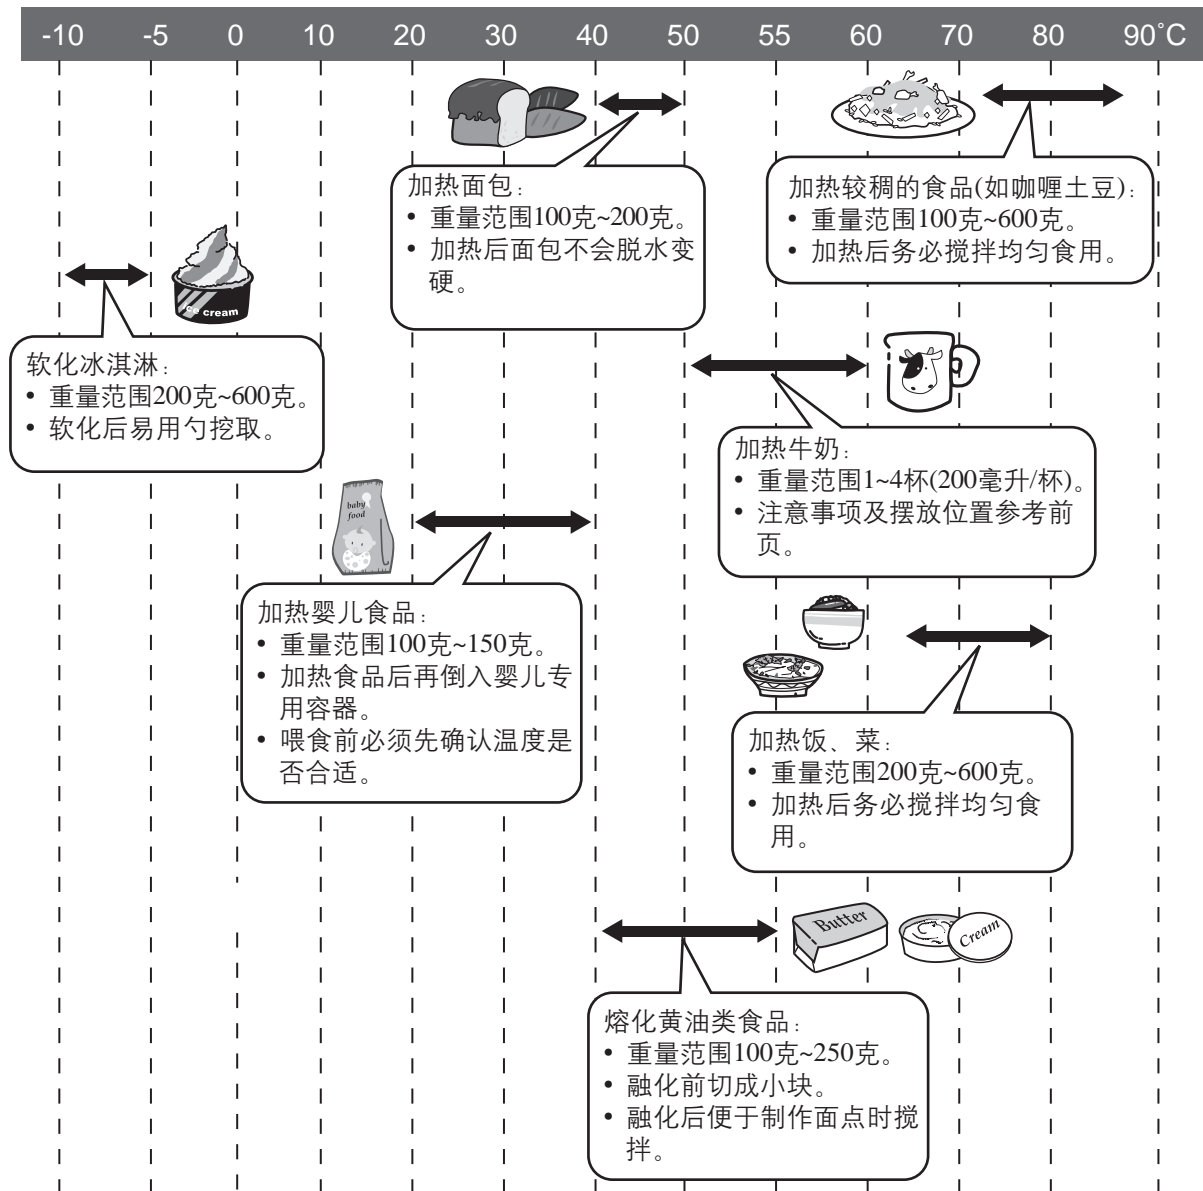 -10 -5 0 10 20 30 40 50 55 60 70 80 90˚C
加热面包：
• 重量范围100克~200克。
• 加热后面包不会脱水变
硬。
加热较稠的食品(如咖喱土豆)：
• 重量范围100克~600克。
• 加热后务必搅拌均匀食用。
ice cream
软化冰淇淋：
• 重量范围200克~600克。
• 软化后易用勺挖取。
加热牛奶：
• 重量范围1~4杯(200毫升/杯)。
• 注意事项及摆放位置参考前
页。
baby
food
加热婴儿食品：
• 重量范围100克~150克。
• 加热食品后再倒入婴儿专
用容器。
• 喂食前必须先确认温度是
否合适。
加热饭、菜：
• 重量范围200克~600克。
• 加热后务必搅拌均匀食
用。
Butter
Cream
熔化黄油类食品：
• 重量范围100克~250克。
• 融化前切成小块。
• 融化后便于制作面点时搅
拌。